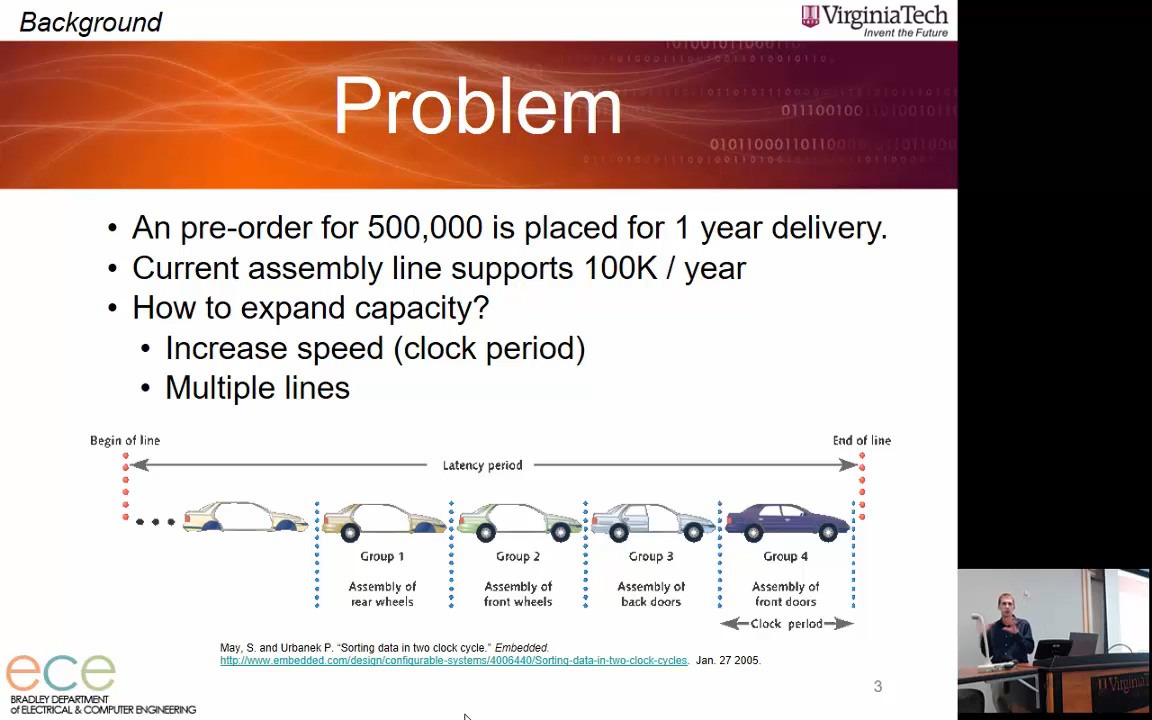 Background
VirginiaTech
Invent the Future
Problem
010110001011000
011100100
01011000110110000
• An pre-order for 500,000 is placed for 1 year delivery.
• Current assembly line supports 100K / year
• How to expand capacity?
• Increase speed (clock period)
• Multiple lines
Begin of line
End of line
Latency period
Group 1
Group 2
Group 3
Group 4
Assembly of
rear wheels
Assembly of
front wheels
Assembly of
back doors
Assembly of
front doors
Clock period
May, S. and Urbanek P. “Sorting data in two clock cycle.” Embedded.
http://www.embedded.com/design/configurable-systems/4006440/Sorting-data-in-two-clock-cycles. Jan. 27 2005.
ece
BRADLEY DEPARTMENT
of ELECTRICAL & COMPUTER ENGINEERING
3
VirginiaTech